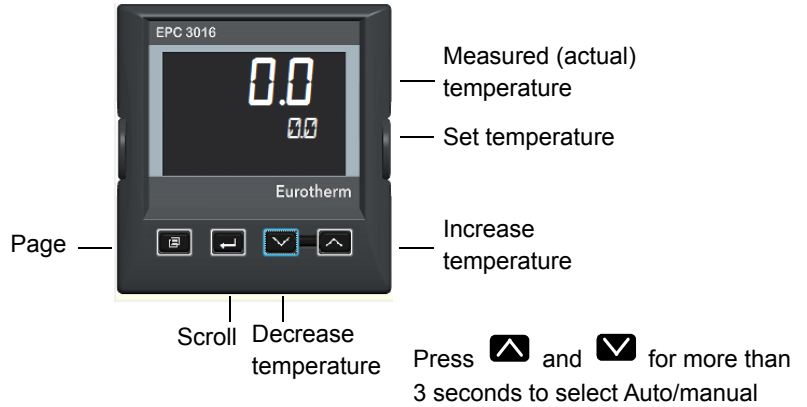 EPC 3016
0.0
0.0
Eurotherm
Measured (actual)
temperature
Set temperature
Page
Increase
temperature
Scroll
Decrease
temperature
Press and for more than
3 seconds to select Auto/manual